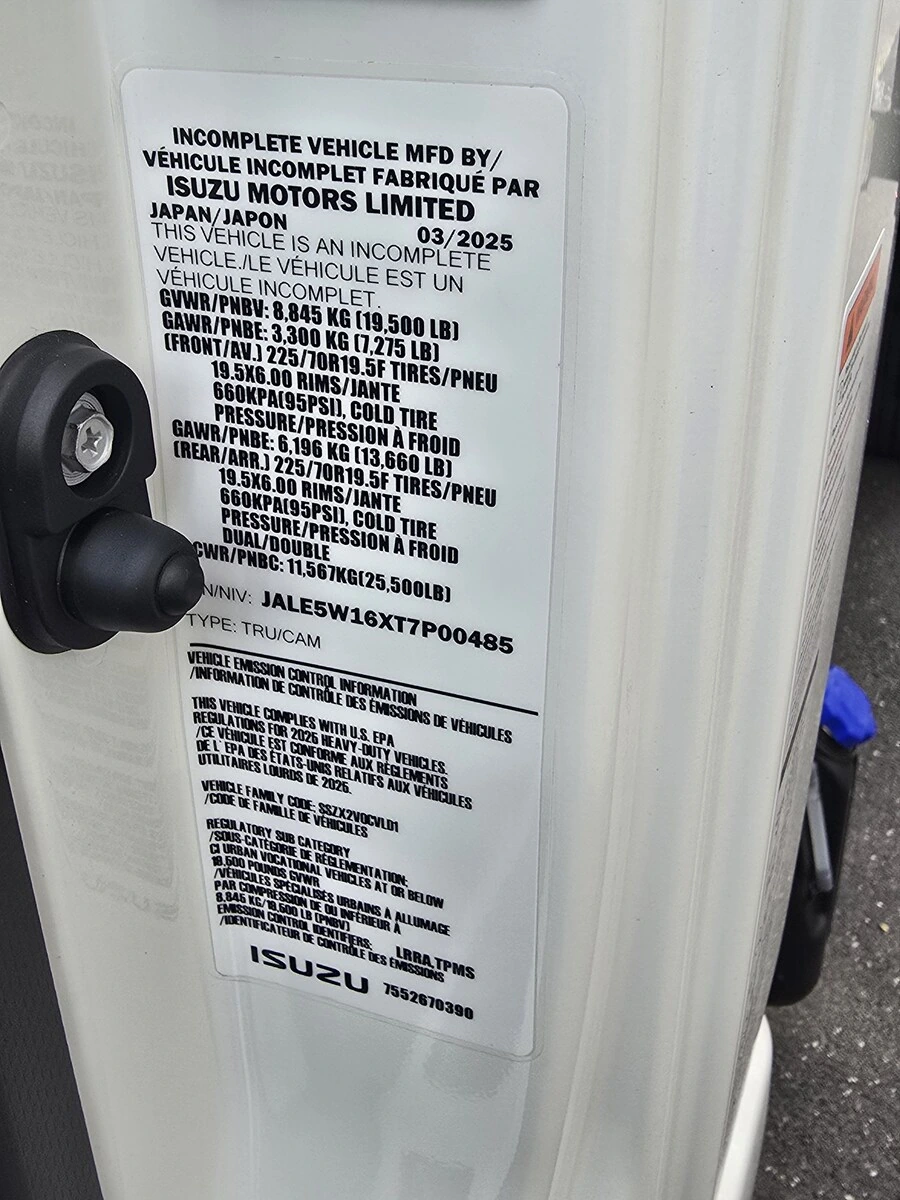 INCOMPLETE VEHICLE MFD BY/
VÉHICULE INCOMPLET FABRIQUÉ PAR
ISUZU MOTORS LIMITED
JAPAN/JAPON 03/2025
THIS VEHICLE IS AN INCOMPLETE
VEHICLE./LE VÉHICULE EST UN
VÉHICULE INCOMPLET.
GVWR/PNBV: 8,845 KG (19,500 LB)
GAWR/PNBE: 3,300 KG (7,275 LB)
(FRONT/AV.) 225/70R19.5F TIRES/PNEU
19.5X6.00 RIMS/JANTE
660KPA(95PSI), COLD TIRE
PRESSURE/PRESSION À FROID
GAWR/PNBE: 6,196 KG (13,660 LB)
(REAR/ARR.) 225/70R19.5F TIRES/PNEU
19.5X6.00 RIMS/JANTE
660KPA(95PSI), COLD TIRE
PRESSURE/PRESSION À FROID
DUAL/DOUBLE
CWR/PNBC: 11,567KG(25,500LB)
N/NIV: JALE5W16XT7P00485
TYPE: TRU/CAM
VEHICLE EMISSION CONTROL INFORMATION
/INFORMATION DE CONTRÔLE DES ÉMISSIONS DE VÉHICULES
THIS VEHICLE COMPLIES WITH U.S. EPA
REGULATIONS FOR 2026 HEAVY-DUTY VEHICLES.
/CE VÉHICULE EST CONFORME AUX RÈGLEMENTS
DE L' EPA DES ÉTATS-UNIS RELATIFS AUX VÉHICULES
UTILITAIRES LOURDS DE 2026.
VEHICLE FAMILY CODE:
/CODE DE FAMILLE DE VÉHICULES
REGULATORY SUB CATEGORY
/SOUS-CATÉGORIE DE RÉGLEMENTATION:
CI URBAN VOCATIONAL VEHICLES AT OR BELOW
19,500 POUNDS GVWR
/VÉHICULES SPÉCIALISÉS URBAINS À ALLUMAGE
PAR COMPRESSION DE OU INFÉRIEUR À
8,845 KG/19,500 LB (PNBV)
EMISSION CONTROL IDENTIFIERS: LRRA,TPMS
/IDENTIFICATEUR DE CONTRÔLE DES ÉMISSIONS
ISUZU 7552670390